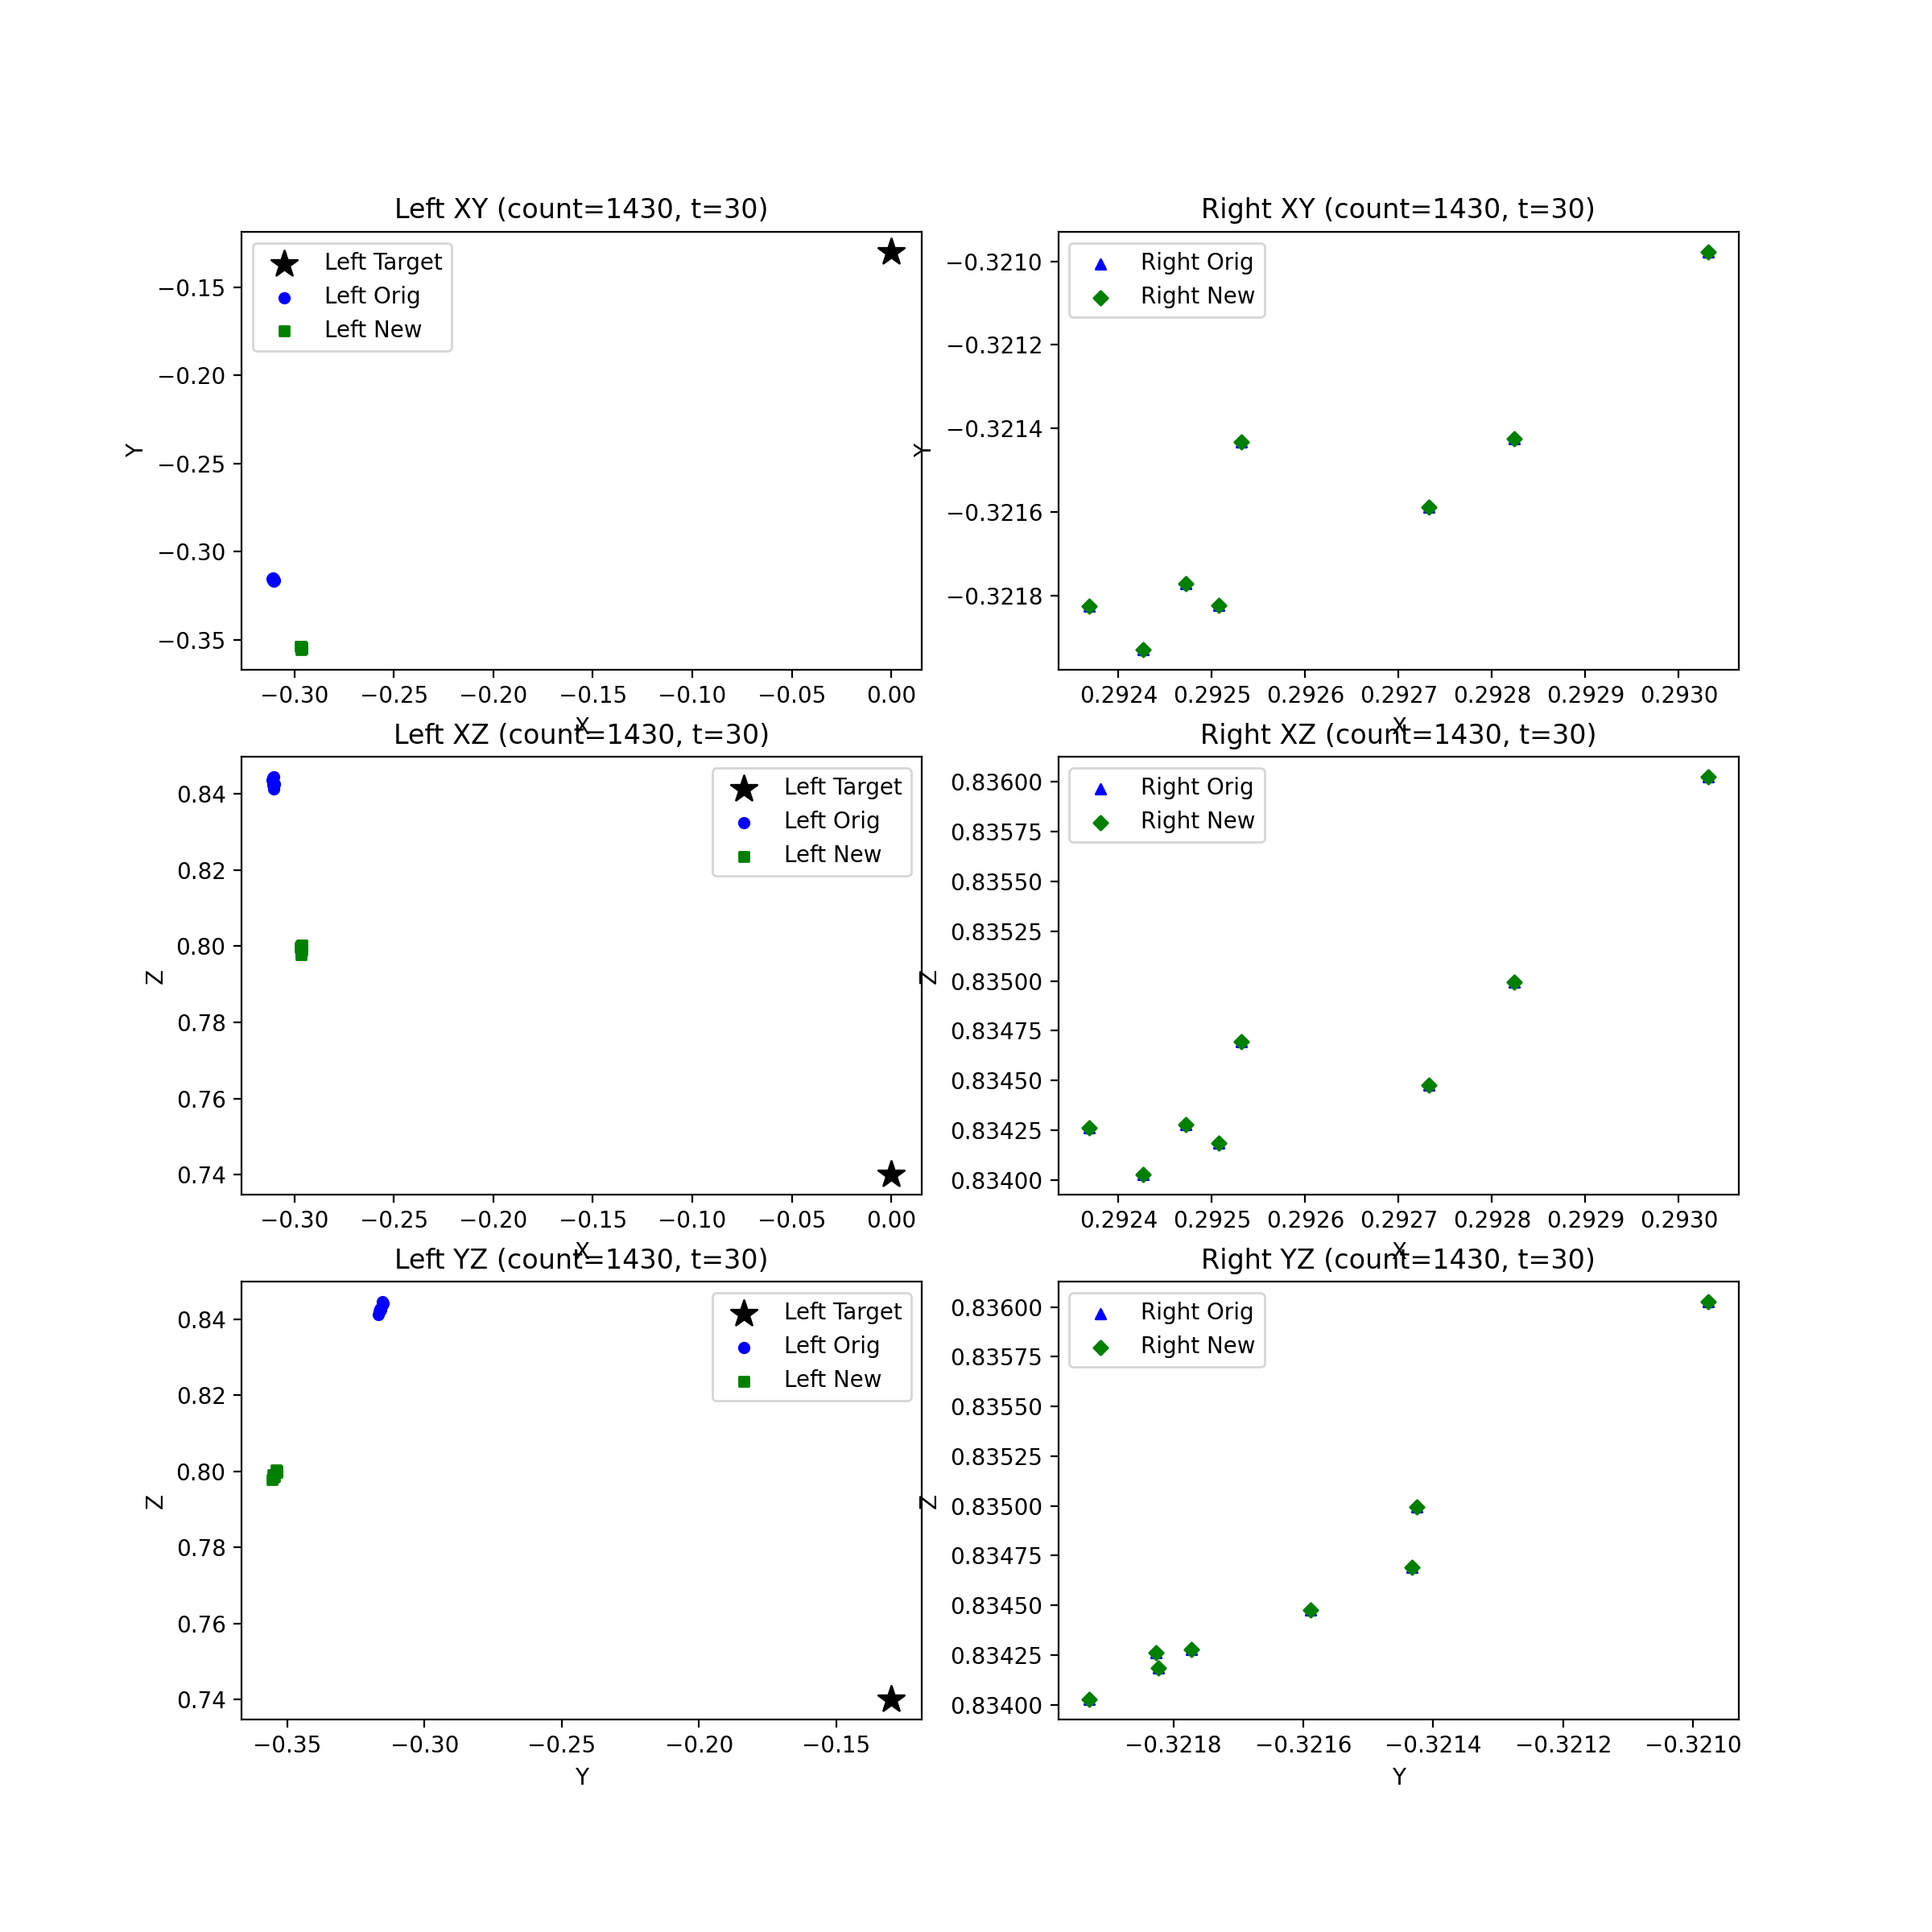 Left XY (count=1430, t=30)
Left Target
Left Orig
Left New
−0.15
−0.20
−0.25
−0.30
−0.35
Y
−0.30 −0.25 −0.20 −0.15 −0.10 −0.05 0.00
X
Right XY (count=1430, t=30)
Right Orig
Right New
−0.3210
−0.3212
−0.3214
−0.3216
−0.3218
Y
0.2924 0.2925 0.2926 0.2927 0.2928 0.2929 0.2930
X
Left XZ (count=1430, t=30)
Left Target
Left Orig
Left New
0.84
0.82
0.80
0.78
0.76
0.74
Z
−0.30 −0.25 −0.20 −0.15 −0.10 −0.05 0.00
X
Right XZ (count=1430, t=30)
Right Orig
Right New
0.83600
0.83575
0.83550
0.83525
0.83500
0.83475
0.83450
0.83425
0.83400
Z
0.2924 0.2925 0.2926 0.2927 0.2928 0.2929 0.2930
X
Left YZ (count=1430, t=30)
Left Target
Left Orig
Left New
0.84
0.82
0.80
0.78
0.76
0.74
Z
−0.35 −0.30 −0.25 −0.20 −0.15
Y
Right YZ (count=1430, t=30)
Right Orig
Right New
0.83600
0.83575
0.83550
0.83525
0.83500
0.83475
0.83450
0.83425
0.83400
Z
−0.3218 −0.3216 −0.3214 −0.3212 −0.3210
Y